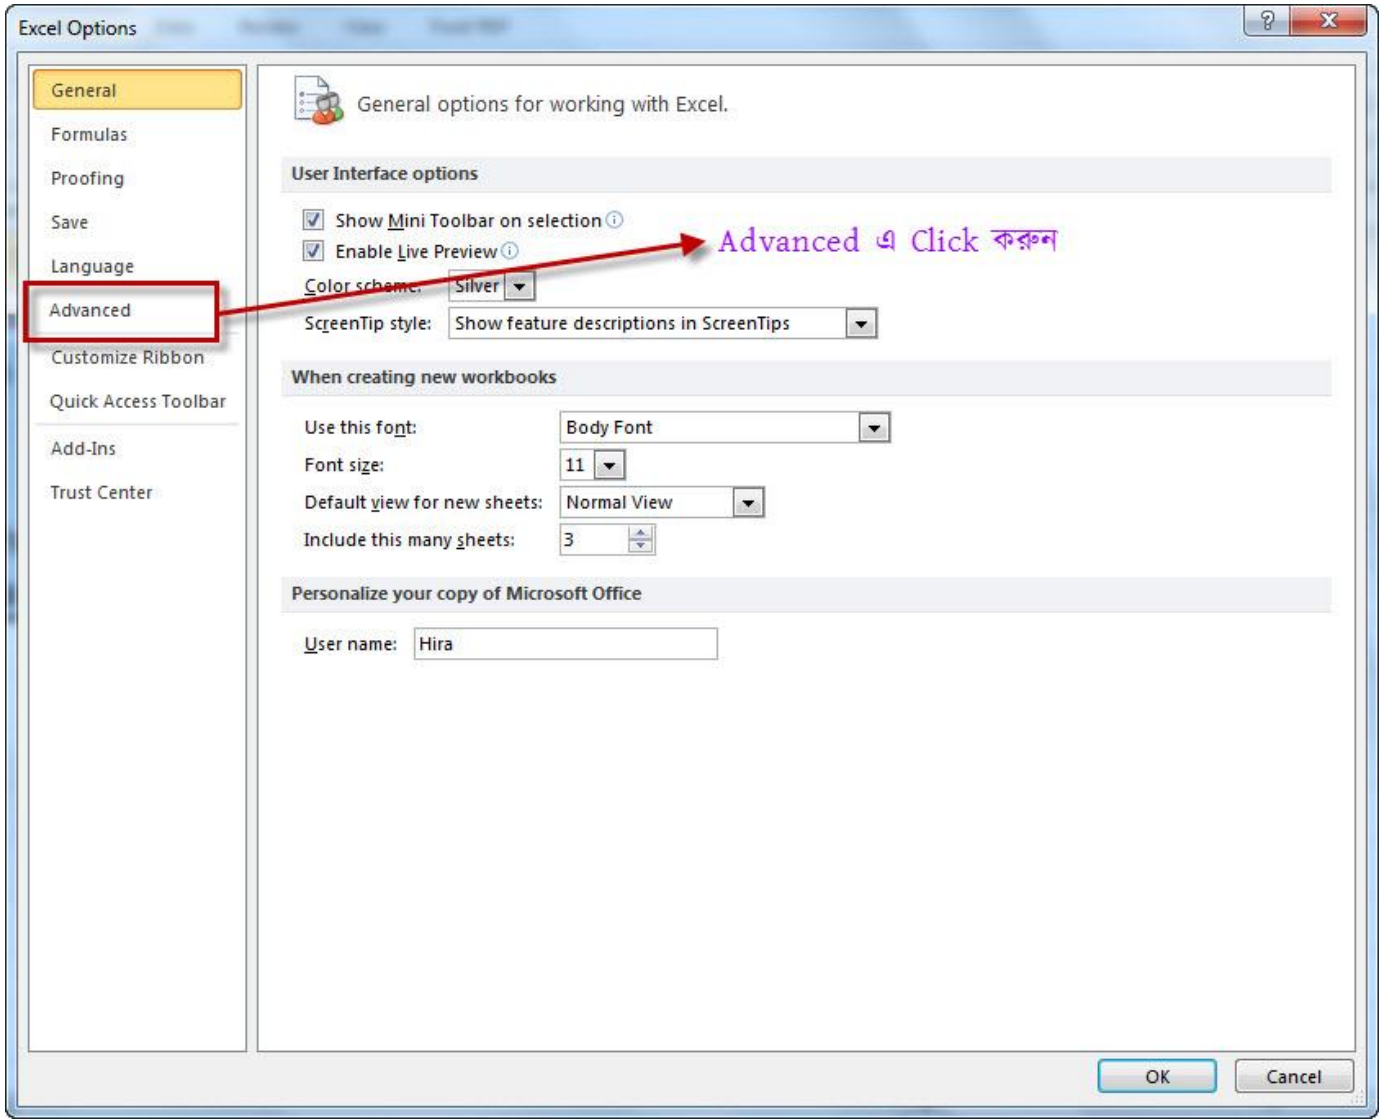 Excel Options
General
Formulas
Proofing
Save
Language
Advanced
Customize Ribbon
Quick Access Toolbar
Add-Ins
Trust Center
General options for working with Excel.
User Interface options
Show Mini Toolbar on selection
Enable Live Preview
Advanced এ Click করুন
Color scheme: Silver
ScreenTip style: Show feature descriptions in ScreenTips
When creating new workbooks
Use this font: Body Font
Font size: 11
Default view for new sheets: Normal View
Include this many sheets: 3
Personalize your copy of Microsoft Office
User name: Hira
OK Cancel